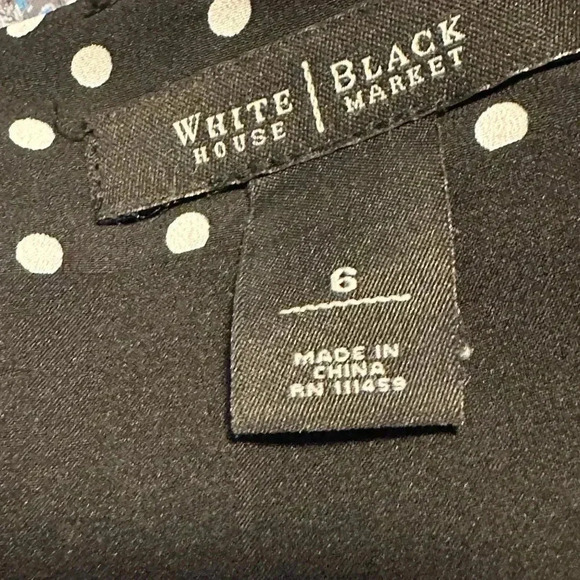 WHITE HOUSE | BLACK MARKET
6
MADE IN
CHINA
RN 111459